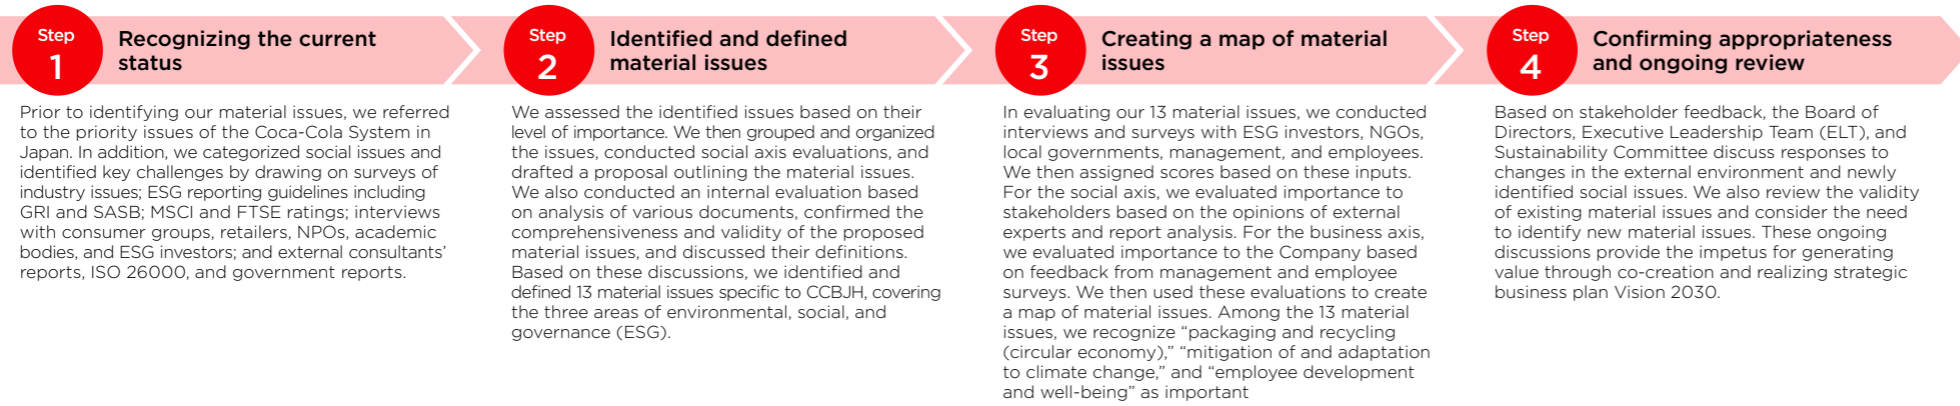 Step
1
Recognizing the current
status
Prior to identifying our material issues, we referred
to the priority issues of the Coca-Cola System in
Japan. In addition, we categorized social issues and
identified key challenges by drawing on surveys of
industry issues; ESG reporting guidelines including
GRI and SASB; MSCI and FTSE ratings; interviews
with consumer groups, retailers, NPOs, academic
bodies, and ESG investors; and external consultants’
reports, ISO 26000, and government reports.
Step
2
Identified and defined
material issues
We assessed the identified issues based on their
level of importance. We then grouped and organized
the issues, conducted social axis evaluations, and
drafted a proposal outlining the material issues.
We also conducted an internal evaluation based
on analysis of various documents, confirmed the
comprehensiveness and validity of the proposed
material issues, and discussed their definitions.
Based on these discussions, we identified and
defined 13 material issues specific to CCBJH, covering
the three areas of environmental, social, and
governance (ESG).
Step
3
Creating a map of material
issues
In evaluating our 13 material issues, we conducted
interviews and surveys with ESG investors, NGOs,
local governments, management, and employees.
We then assigned scores based on these inputs.
For the social axis, we evaluated importance to
stakeholders based on the opinions of external
experts and report analysis. For the business axis,
we evaluated importance to the Company based
on feedback from management and employee
surveys. We then used these evaluations to create
a map of material issues. Among the 13 material
issues, we recognize “packaging and recycling
(circular economy),” “mitigation of and adaptation
to climate change,” and “employee development
and well-being” as important
Step
4
Confirming appropriateness
and ongoing review
Based on stakeholder feedback, the Board of
Directors, Executive Leadership Team (ELT), and
Sustainability Committee discuss responses to
changes in the external environment and newly
identified social issues. We also review the validity
of existing material issues and consider the need
to identify new material issues. These ongoing
discussions provide the impetus for generating
value through co-creation and realizing strategic
business plan Vision 2030.